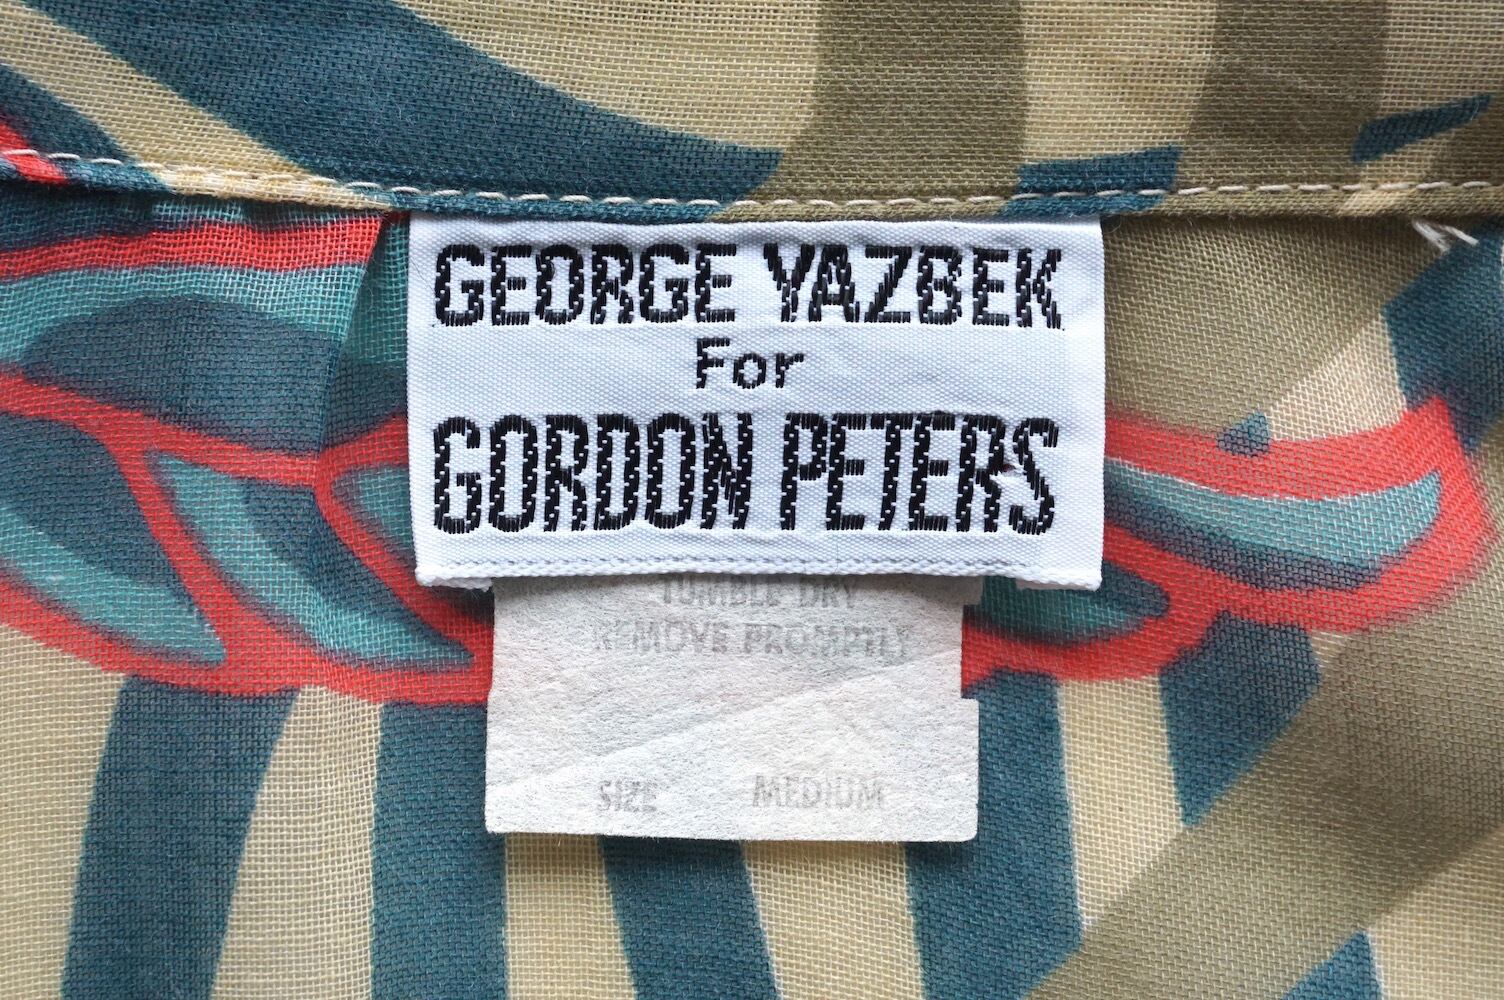 GEORGE YAZBEK
For
GORDON PETERS
TUMBLE DRY
REMOVE PROMPTLY
SIZE MEDIUM